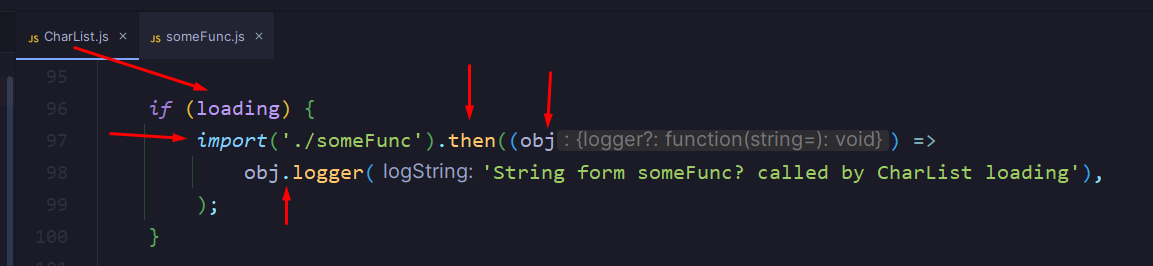 JS CharList.js × JS someFunc.js ×
95
96 if (loading) {
97 import('./someFunc').then((obj : {logger?: function(string=): void} ) =>
98 obj.logger( logString: 'String form someFunc? called by CharList loading'),
99 );
100 }
101